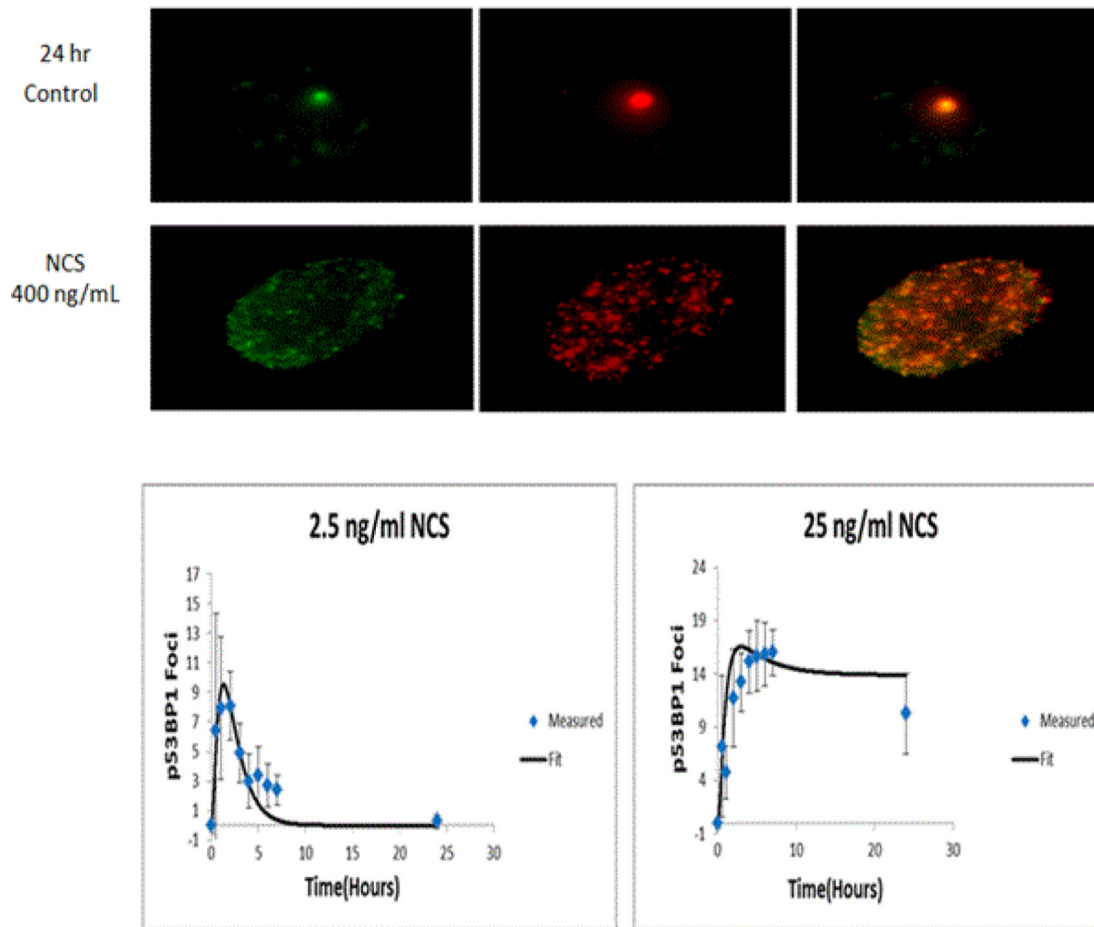 24 hr
Control
NCS
400 ng/mL
2.5 ng/ml NCS
17
15
13
11
9
7
5
3
1
-1
p53BP1 Foci
0 5 10 15 20 25 30
Time(Hours)
Measured
Fit
25 ng/ml NCS
24
19
14
9
4
-1
p53BP1 Foci
0 10 20 30
Time(Hours)
Measured
Fit